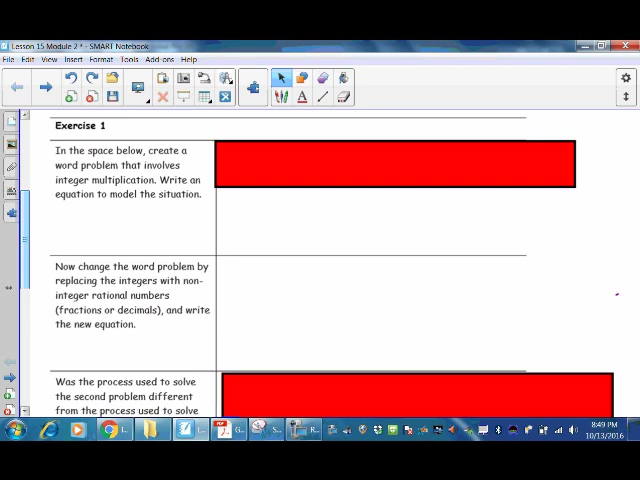 Lesson 15 Module 2 * - SMART Notebook
File Edit View Insert Format Tools Add-ons Help
Exercise 1
In the space below, create a
word problem that involves
integer multiplication. Write an
equation to model the situation.
Now change the word problem by
replacing the integers with non-
integer rational numbers
(fractions or decimals), and write
the new equation.
Was the process used to solve
the second problem different
from the process used to solve
8:49 PM
10/13/2016